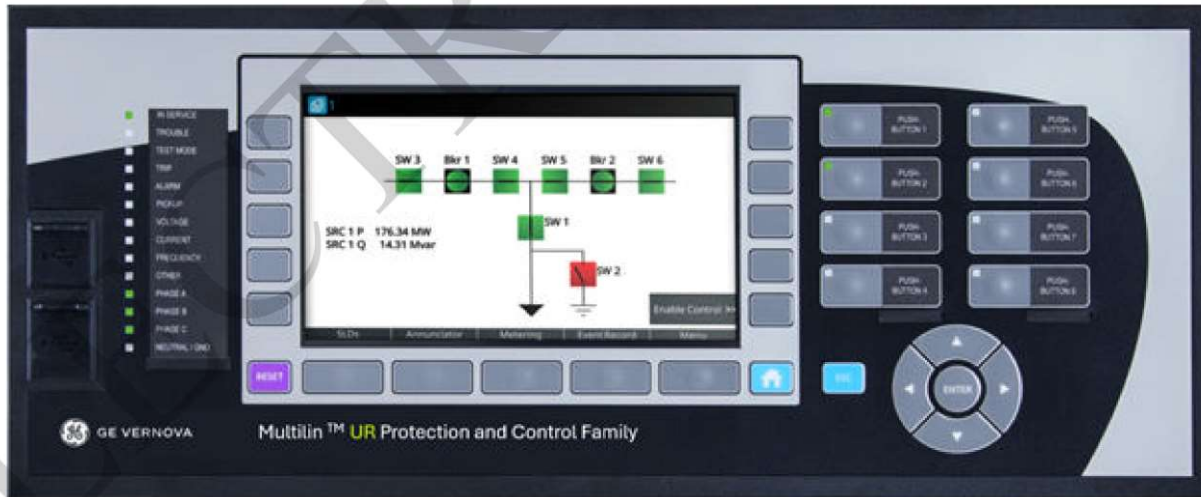 IN SERVICE
TROUBLE
TEST MODE
TRIP
ALARM
PICKUP
VOLTAGE
CURRENT
FREQUENCY
OTHER
PHASE A
PHASE B
PHASE C
NEUTRAL / GND
1
SW 3 Bkr 1 SW 4 SW 5 Bkr 2 SW 6
SW 1
SRC 1 P 176.34 MW
SRC 1 Q 14.31 Mvar
SW 2
Enable Control >>
SLDs Annunciator Metering Event Record Menu
RESET
PUSH-
BUTTON 1
PUSH-
BUTTON 2
PUSH-
BUTTON 3
PUSH-
BUTTON 4
PUSH-
BUTTON 5
PUSH-
BUTTON 6
PUSH-
BUTTON 7
PUSH-
BUTTON 8
ESC
ENTER
GE VERNOVA
Multilin ™ UR Protection and Control Family